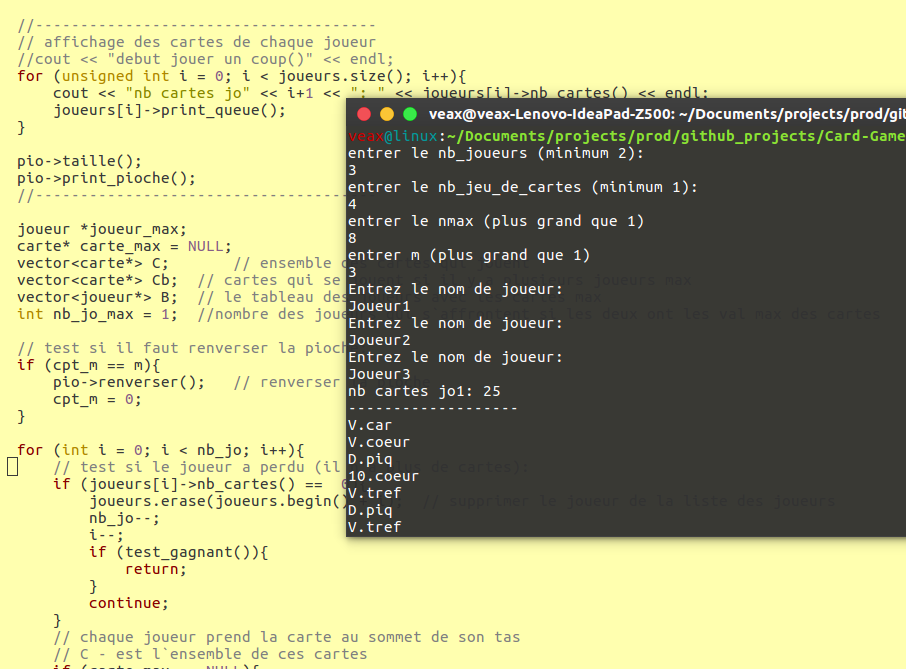 //--------------------------------------
// affichage des cartes de chaque joueur
//cout << "debut jouer un coup()" << endl;
for (unsigned int i = 0; i < joueurs.size(); i++){
cout << "nb cartes jo" << i+1 << ": " << joueurs[i]->nb_cartes() << endl;
joueurs[i]->print_queue();
}
pio->taille();
pio->print_pioche();
//--------------------------------------
joueur *joueur_max;
carte* carte_max = NULL;
vector<carte*> C; // ensemble
vector<carte*> Cb; // cartes qui se joueurs max
vector<joueur*> B; // le tableau des max
int nb_jo_max = 1; //nombre des joue les deux ont les val max des cartes
// test si il faut renverser la pioch
if (cpt_m == m){
pio->renverser(); // renverser
cpt_m = 0;
}
for (int i = 0; i < nb_jo; i++){
// test si le joueur a perdu (il plus de cartes):
if (joueurs[i]->nb_cartes() == 0
joueurs.erase(joueurs.begin() // supprimer le joueur de la liste des joueurs
nb_jo--;
i--;
if (test_gagnant()){
return;
}
continue;
}
// chaque joueur prend la carte au sommet de son tas
// C - est l`ensemble de ces cartes
if (carte_max == NULL){
veax@veax-Lenovo-IdeaPad-Z500: ~/Documents/projects/prod/git
veax@linux:~/Documents/projects/prod/github_projects/Card-Game
entrer le nb_joueurs (minimum 2):
3
entrer le nb_jeu_de_cartes (minimum 1):
4
entrer le nmax (plus grand que 1)
8
entrer m (plus grand que 1)
3
Entrez le nom de joueur:
Joueur1
Entrez le nom de joueur:
Joueur2
Entrez le nom de joueur:
Joueur3
nb cartes jo1: 25
-------------------
V.car
V.coeur
D.piq
10.coeur
V.tref
D.piq
V.tref